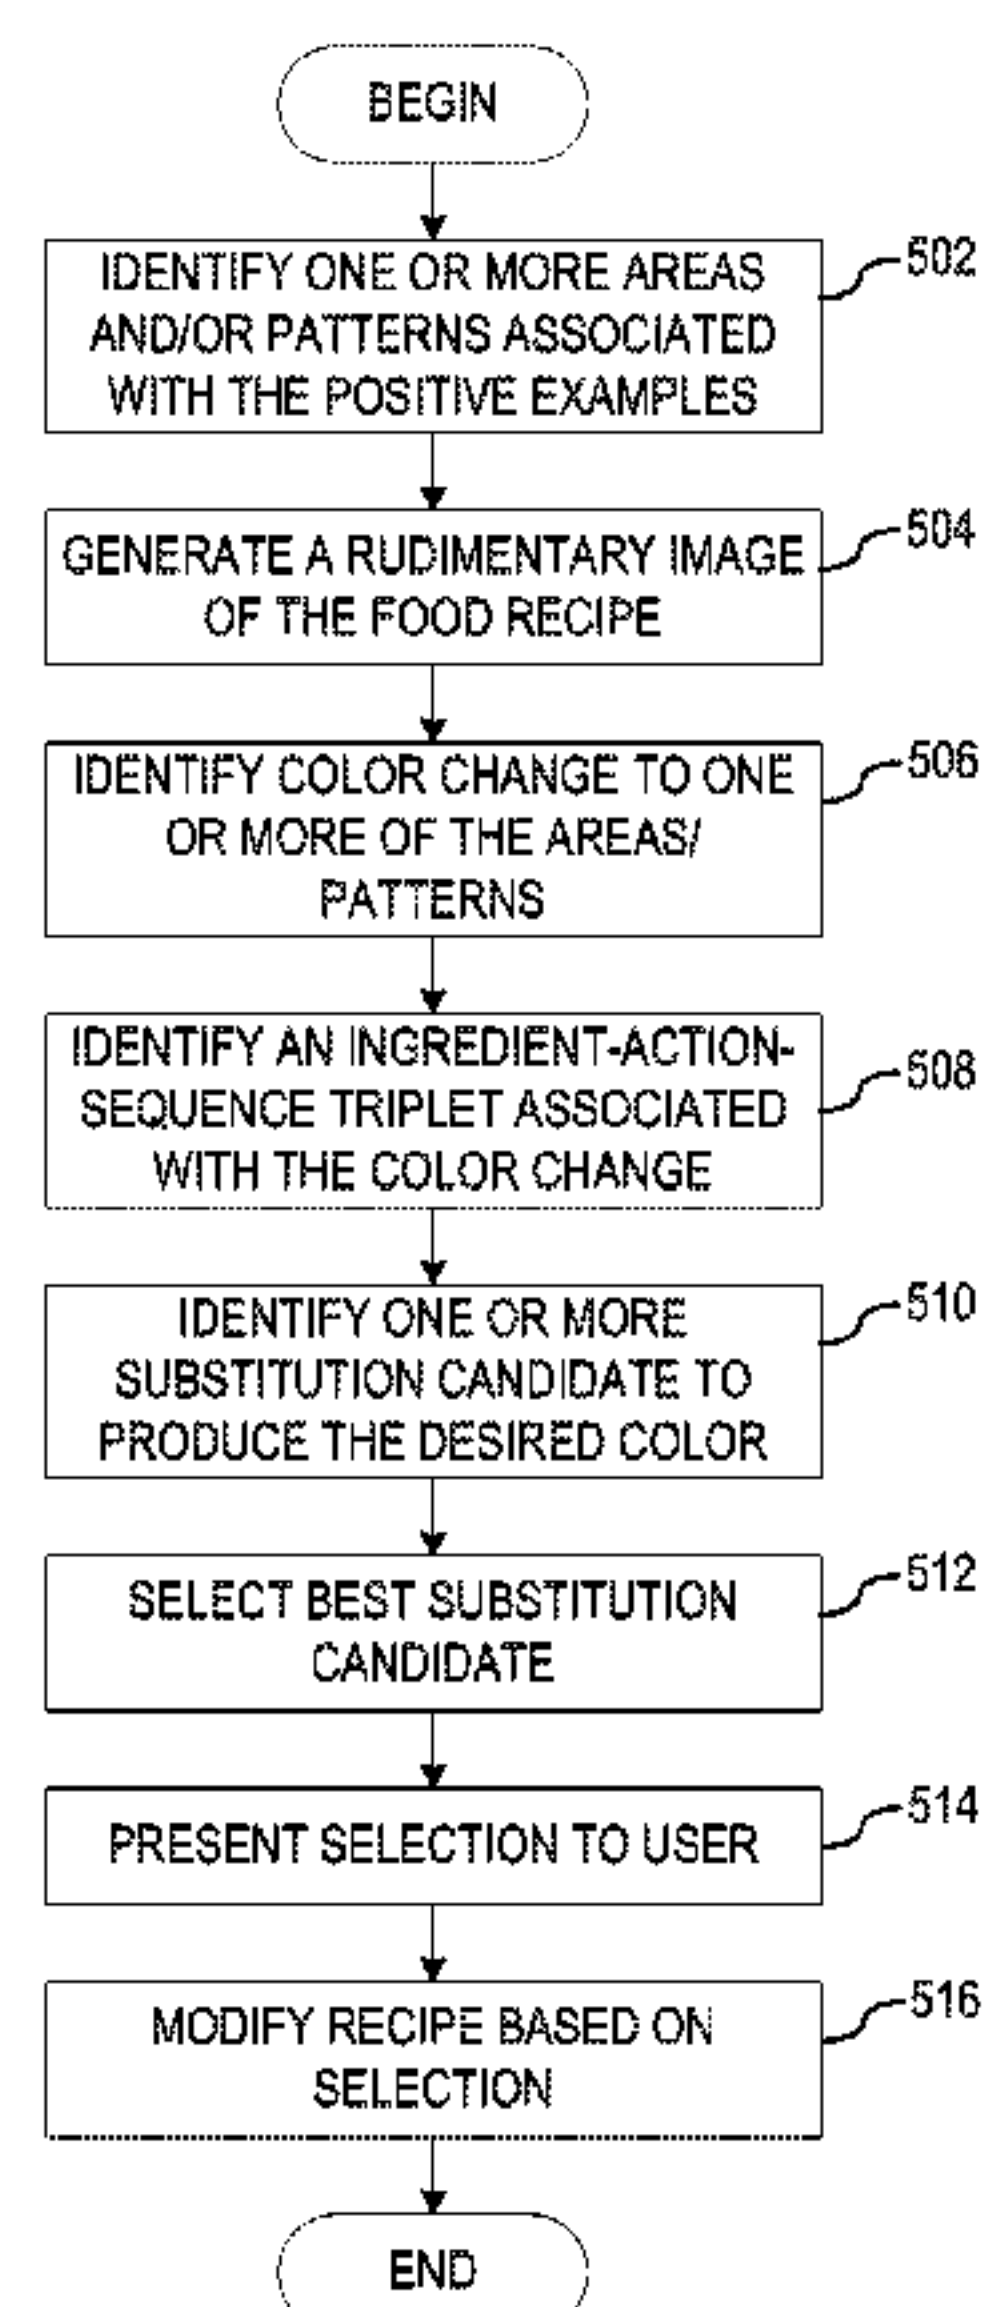 BEGIN
IDENTIFY ONE OR MORE AREAS
AND/OR PATTERNS ASSOCIATED
WITH THE POSITIVE EXAMPLES
502
GENERATE A RUDIMENTARY IMAGE
OF THE FOOD RECIPE
504
IDENTIFY COLOR CHANGE TO ONE
OR MORE OF THE AREAS/
PATTERNS
506
IDENTIFY AN INGREDIENT-ACTION-
SEQUENCE TRIPLET ASSOCIATED
WITH THE COLOR CHANGE
508
IDENTIFY ONE OR MORE
SUBSTITUTION CANDIDATE TO
PRODUCE THE DESIRED COLOR
510
SELECT BEST SUBSTITUTION
CANDIDATE
512
PRESENT SELECTION TO USER
514
MODIFY RECIPE BASED ON
SELECTION
516
END